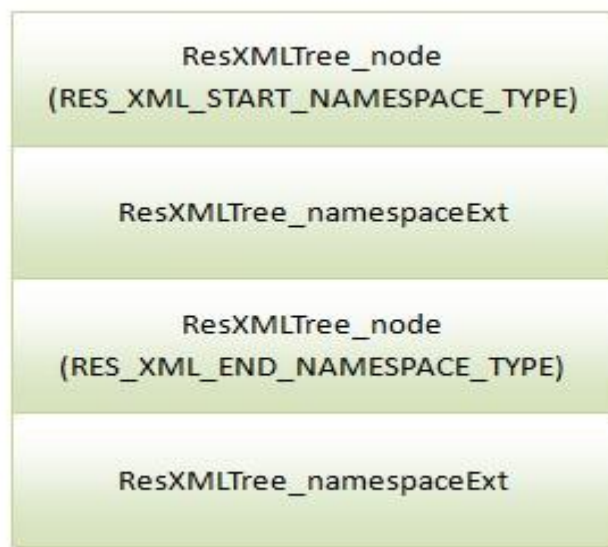 ResXMLTree_node
(RES_XML_START_NAMESPACE_TYPE)
ResXMLTree_namespaceExt
ResXMLTree_node
(RES_XML_END_NAMESPACE_TYPE)
ResXMLTree_namespaceExt